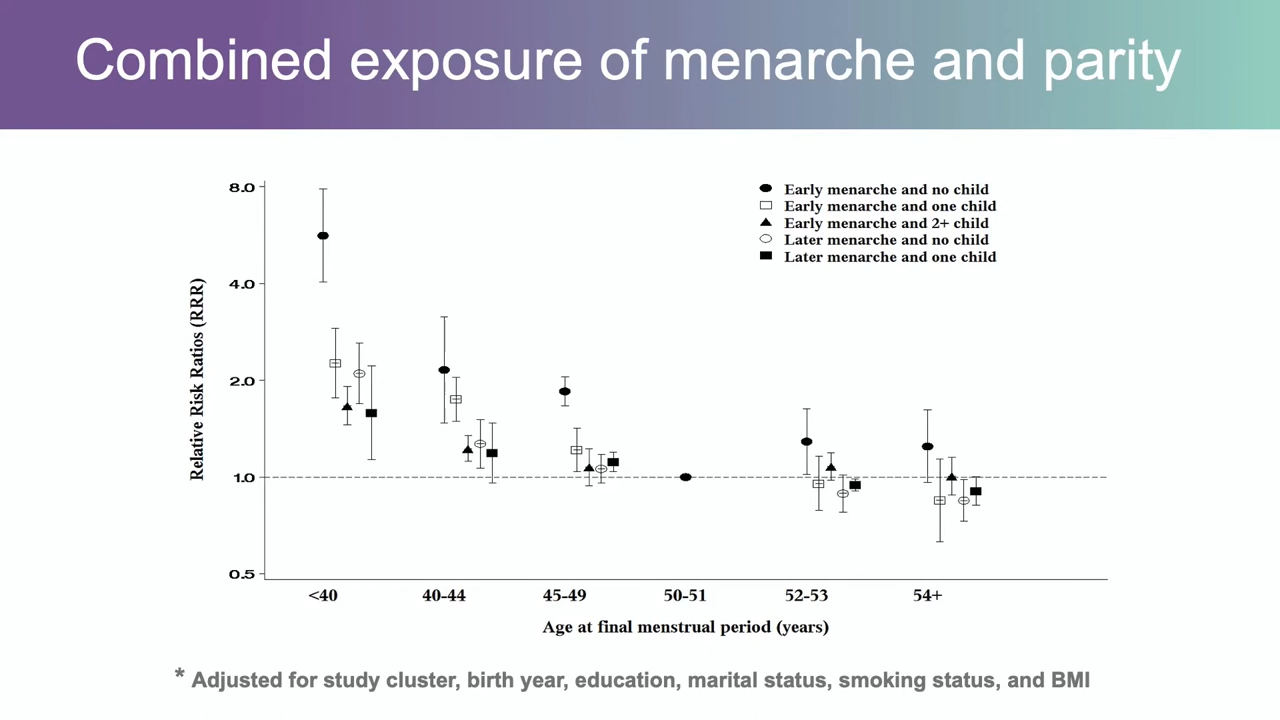 Combined exposure of menarche and parity
8.0
4.0
2.0
1.0
0.5
Relative Risk Ratios (RRR)
Early menarche and no child
Early menarche and one child
Early menarche and 2+ child
Later menarche and no child
Later menarche and one child
<40 40-44 45-49 50-51 52-53 54+
Age at final menstrual period (years)
* Adjusted for study cluster, birth year, education, marital status, smoking status, and BMI